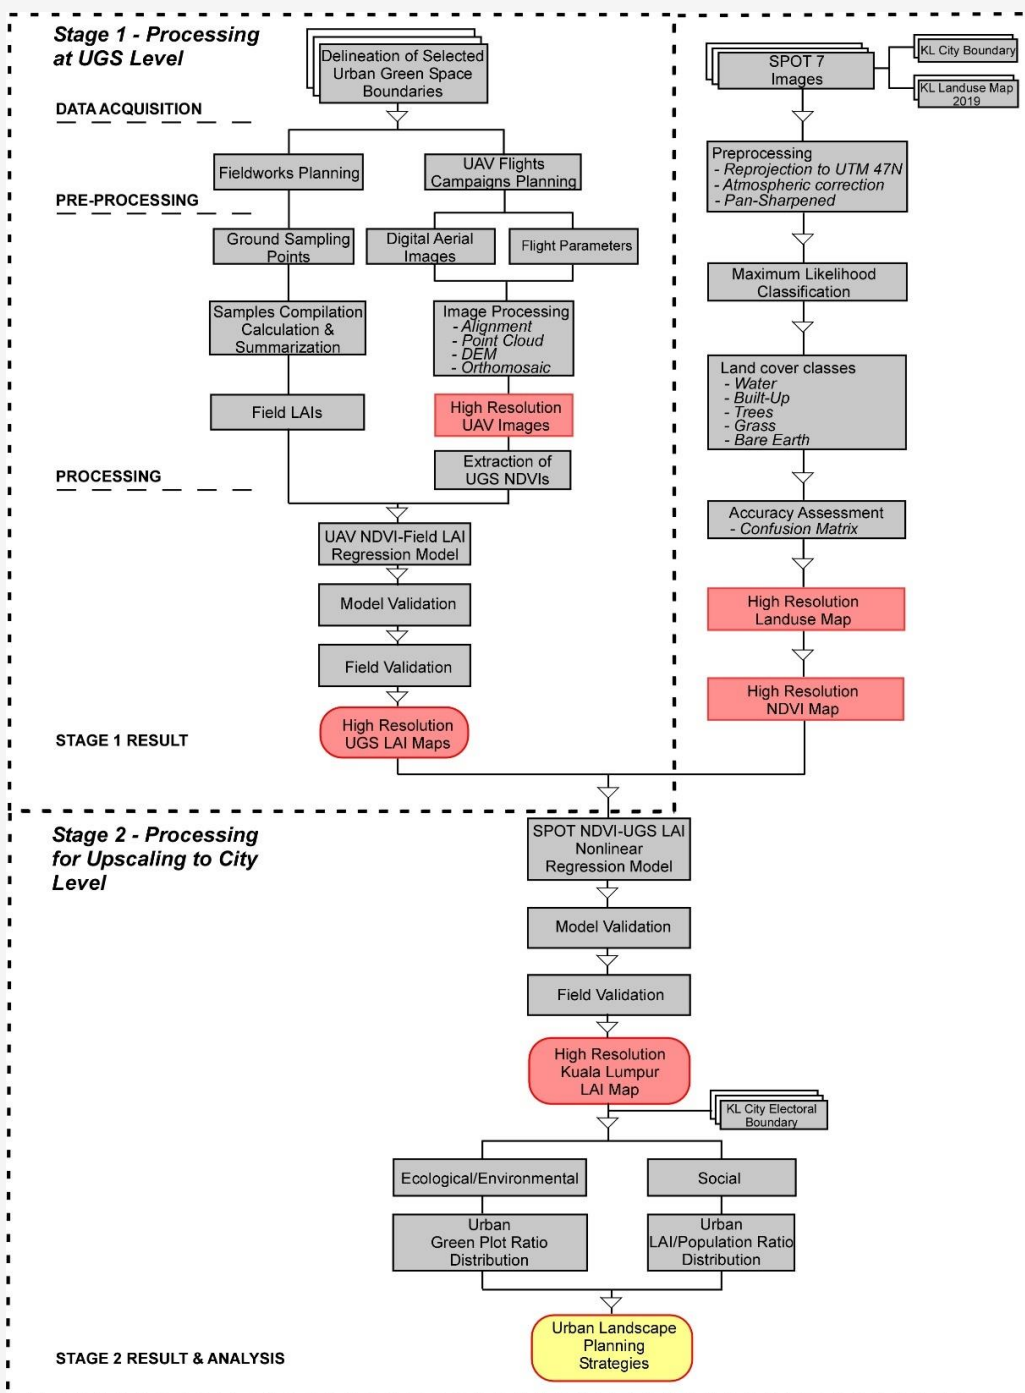 Stage 1 - Processing
at UGS Level
DATA ACQUISITION
PRE-PROCESSING
PROCESSING
STAGE 1 RESULT
Delineation of Selected
Urban Green Space
Boundaries
Fieldworks Planning
UAV Flights
Campaigns Planning
Ground Sampling
Points
Digital Aerial
Images
Flight Parameters
Samples Compilation
Calculation &
Summarization
Image Processing
- Alignment
- Point Cloud
- DEM
- Orthomosaic
Field LAIs
High Resolution
UAV Images
Extraction of
UGS NDVIs
UAV NDVI-Field LAI
Regression Model
Model Validation
Field Validation
High Resolution
UGS LAI Maps
SPOT 7
Images
KL City Boundary
KL Landuse Map
2019
Preprocessing
- Reprojection to UTM 47N
- Atmospheric correction
- Pan-Sharpened
Maximum Likelihood
Classification
Land cover classes
- Water
- Built-Up
- Trees
- Grass
- Bare Earth
Accuracy Assessment
- Confusion Matrix
High Resolution
Landuse Map
High Resolution
NDVI Map
Stage 2 - Processing
for Upscaling to City
Level
SPOT NDVI-UGS LAI
Nonlinear
Regression Model
Model Validation
Field Validation
High Resolution
Kuala Lumpur
LAI Map
KL City Electoral
Boundary
Ecological/Environmental
Social
Urban
Green Plot Ratio
Distribution
Urban
LAI/Population Ratio
Distribution
Urban Landscape
Planning
Strategies
STAGE 2 RESULT & ANALYSIS